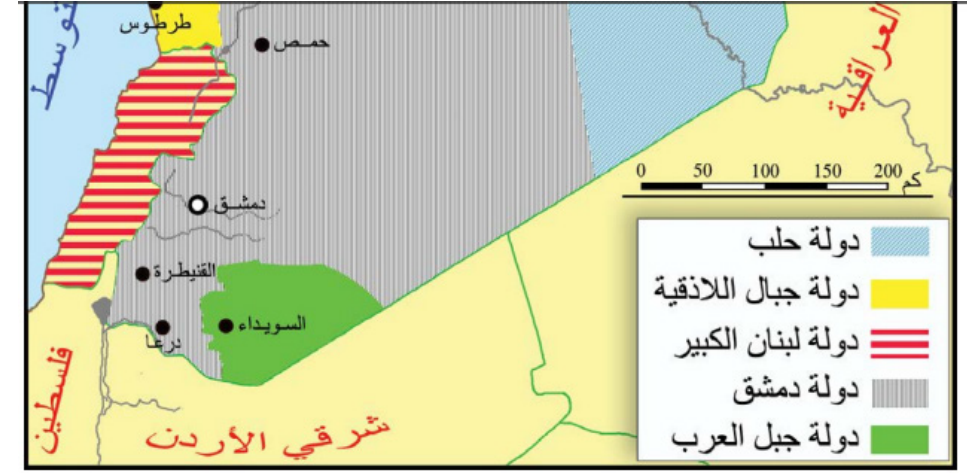 طرطوس
حمص
توسط
العراقية
0 50 100 150 200 كم
دمشق
دولة حلب
القنيطرة
دولة جبال اللاذقية
السويداء
درعا
دولة لبنان الكبير
فلسطين
دولة دمشق
شرقي الأردن
دولة جبل العرب